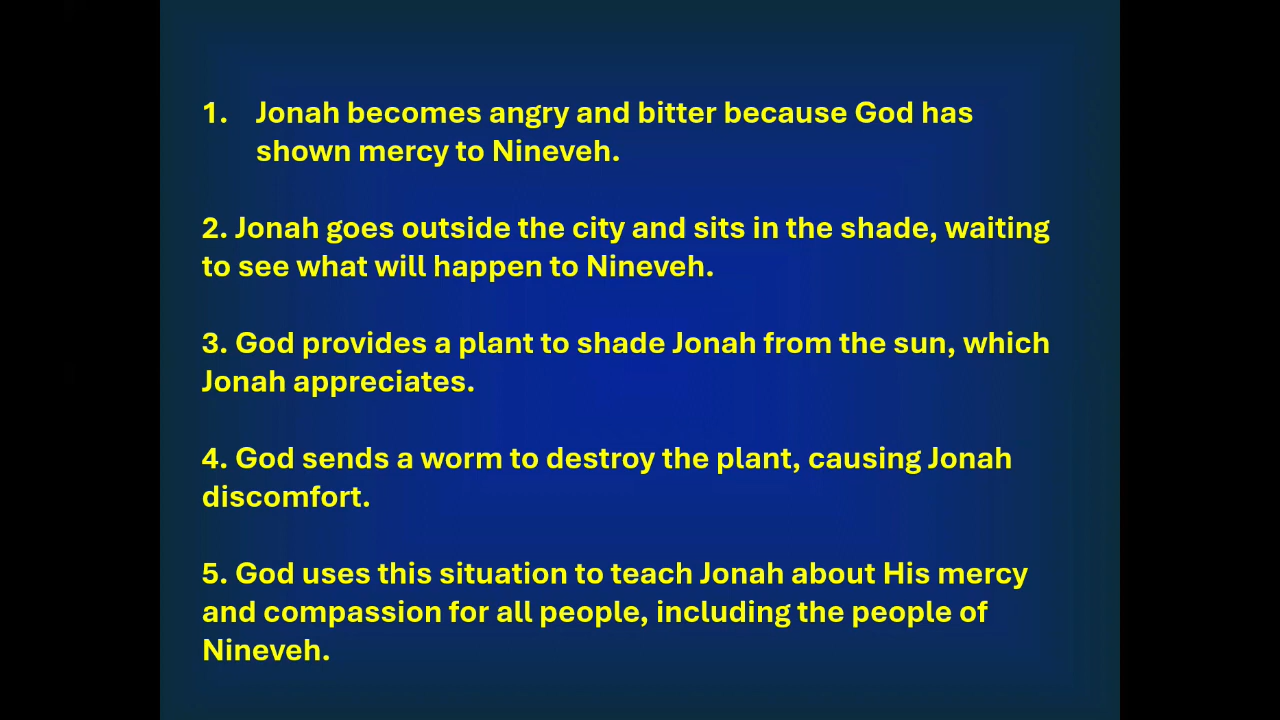 1. Jonah becomes angry and bitter because God has
shown mercy to Nineveh.
2. Jonah goes outside the city and sits in the shade, waiting
to see what will happen to Nineveh.
3. God provides a plant to shade Jonah from the sun, which
Jonah appreciates.
4. God sends a worm to destroy the plant, causing Jonah
discomfort.
5. God uses this situation to teach Jonah about His mercy
and compassion for all people, including the people of
Nineveh.